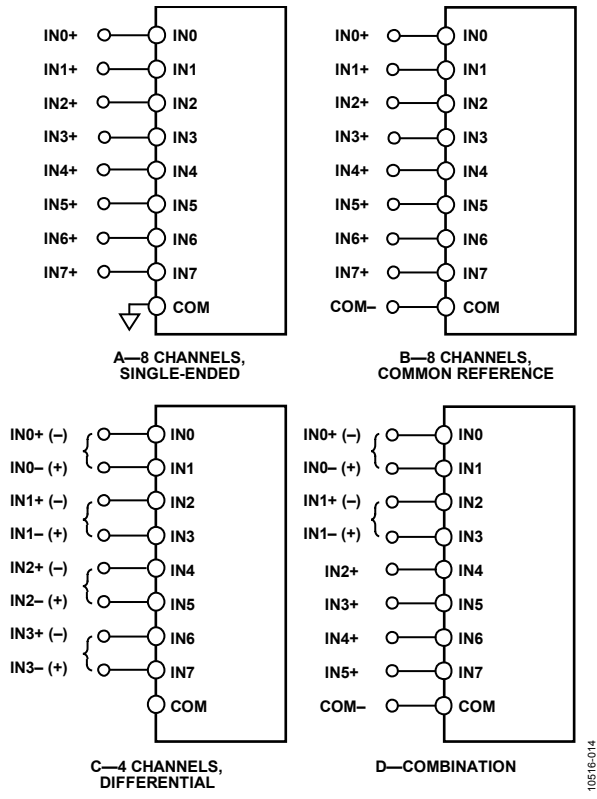 IN0+ IN0
IN1+ IN1
IN2+ IN2
IN3+ IN3
IN4+ IN4
IN5+ IN5
IN6+ IN6
IN7+ IN7
COM
A—8 CHANNELS,
SINGLE-ENDED
IN0+ IN0
IN1+ IN1
IN2+ IN2
IN3+ IN3
IN4+ IN4
IN5+ IN5
IN6+ IN6
IN7+ IN7
COM– COM
B—8 CHANNELS,
COMMON REFERENCE
IN0+ (–) IN0
IN0– (+) IN1
IN1+ (–) IN2
IN1– (+) IN3
IN2+ (–) IN4
IN2– (+) IN5
IN3+ (–) IN6
IN3– (+) IN7
COM
C—4 CHANNELS,
DIFFERENTIAL
IN0+ (–) IN0
IN0– (+) IN1
IN1+ (–) IN2
IN1– (+) IN3
IN2+ IN4
IN3+ IN5
IN4+ IN6
IN5+ IN7
COM– COM
D—COMBINATION
10516-014